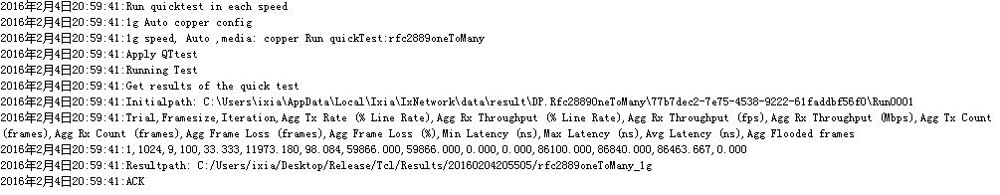 2016年2月4日20:59:41:Run quicktest in each speed
2016年2月4日20:59:41:1g Auto copper config
2016年2月4日20:59:41:1g speed, Auto ,media: copper Run quickTest:rfc2889oneToMany
2016年2月4日20:59:41:Apply QTtest
2016年2月4日20:59:41:Running Test
2016年2月4日20:59:41:Get results of the quick test
2016年2月4日20:59:41:Initialpath: C:\Users\ixia\AppData\Local\Ixia\IxNetwork\data\result\DP.Rfc2889OneToMany\77b7dec2-7e75-4538-9222-61faddbf56f0\Run0001
2016年2月4日20:59:41:Trial,Framesize,Iteration,Agg Tx Rate (% Line Rate),Agg Rx Throughput (% Line Rate),Agg Rx Throughput (fps),Agg Rx Throughput (Mbps),Agg Tx Count
(frames),Agg Rx Count (frames),Agg Frame Loss (frames),Agg Frame Loss (%),Min Latency (ns),Max Latency (ns),Avg Latency (ns),Agg Flooded frames
2016年2月4日20:59:41:1,1024,9,100,33.333,11973.180,98.084,59866.000,59866.000,0.000,0.000,86100.000,86840.000,86463.667,0.000
2016年2月4日20:59:41:Resultpath: C:/Users/ixia/Desktop/Release/Tcl/Results/20160204205505/rfc2889oneToMany_1g
2016年2月4日20:59:41:ACK